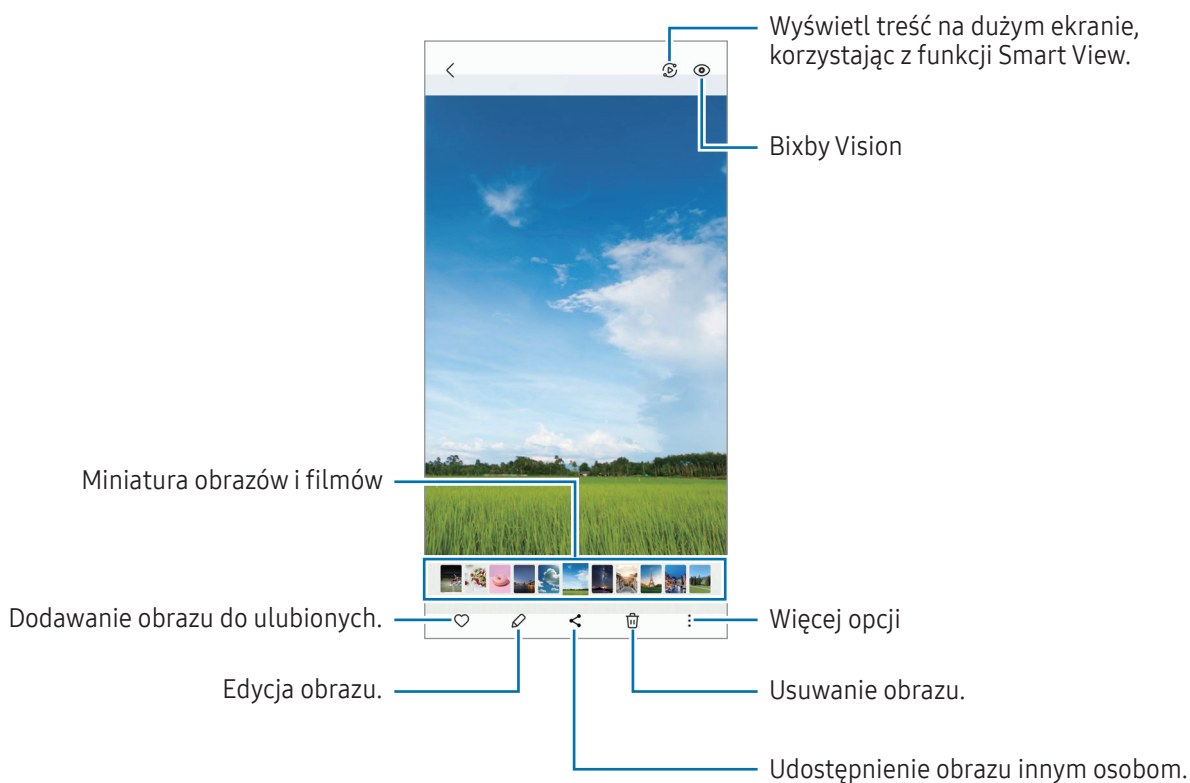 Wyświetl treść na dużym ekranie,
korzystając z funkcji Smart View.
Bixby Vision
Miniatura obrazów i filmów
Dodawanie obrazu do ulubionych.
Więcej opcji
Edycja obrazu.
Usuwanie obrazu.
Udostępnienie obrazu innym osobom.